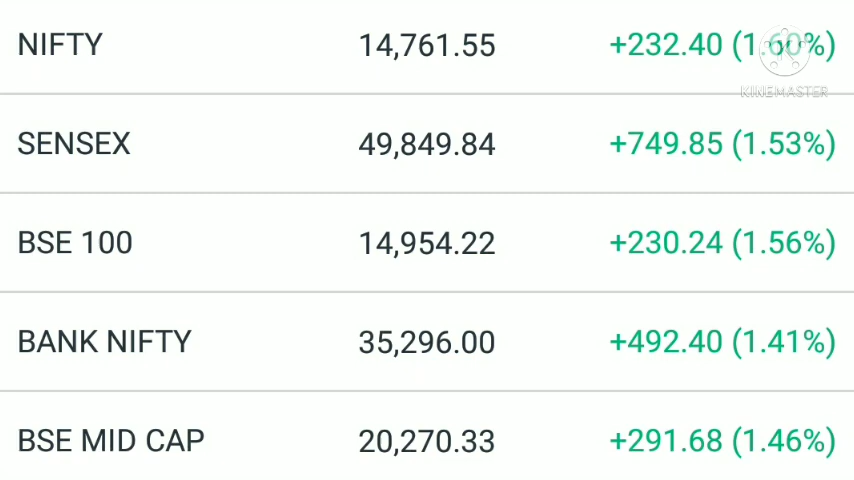 NIFTY 14,761.55 +232.40 (1.60%)
KINEMASTER
SENSEX 49,849.84 +749.85 (1.53%)
BSE 100 14,954.22 +230.24 (1.56%)
BANK NIFTY 35,296.00 +492.40 (1.41%)
BSE MID CAP 20,270.33 +291.68 (1.46%)